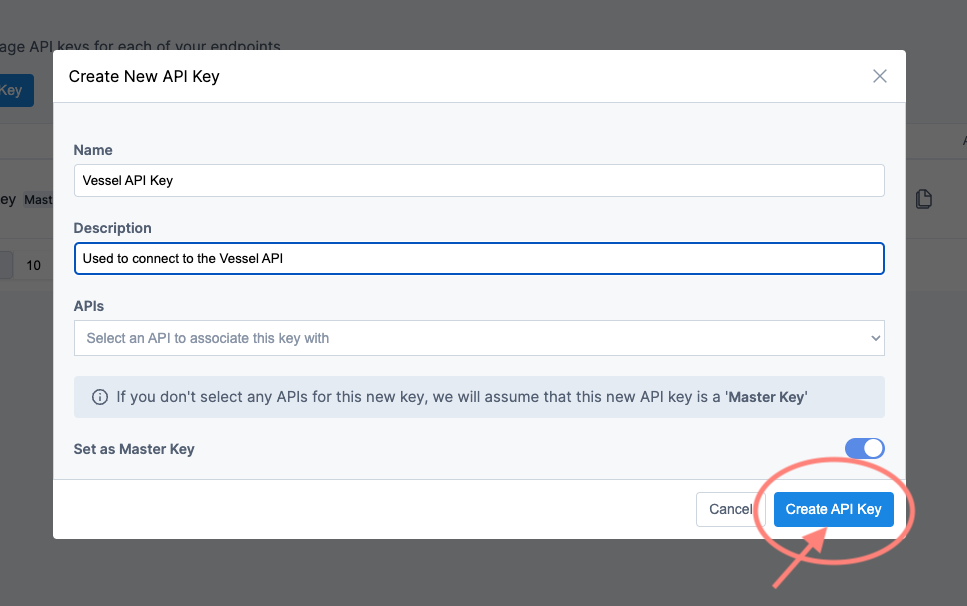 age API keys for each of your endpoints
Key
Create New API Key
Name
Vessel API Key
Description
Used to connect to the Vessel API
ey Mast
10
APIs
Select an API to associate this key with
If you don't select any APIs for this new key, we will assume that this new API key is a 'Master Key'
Set as Master Key
Cancel
Create API Key